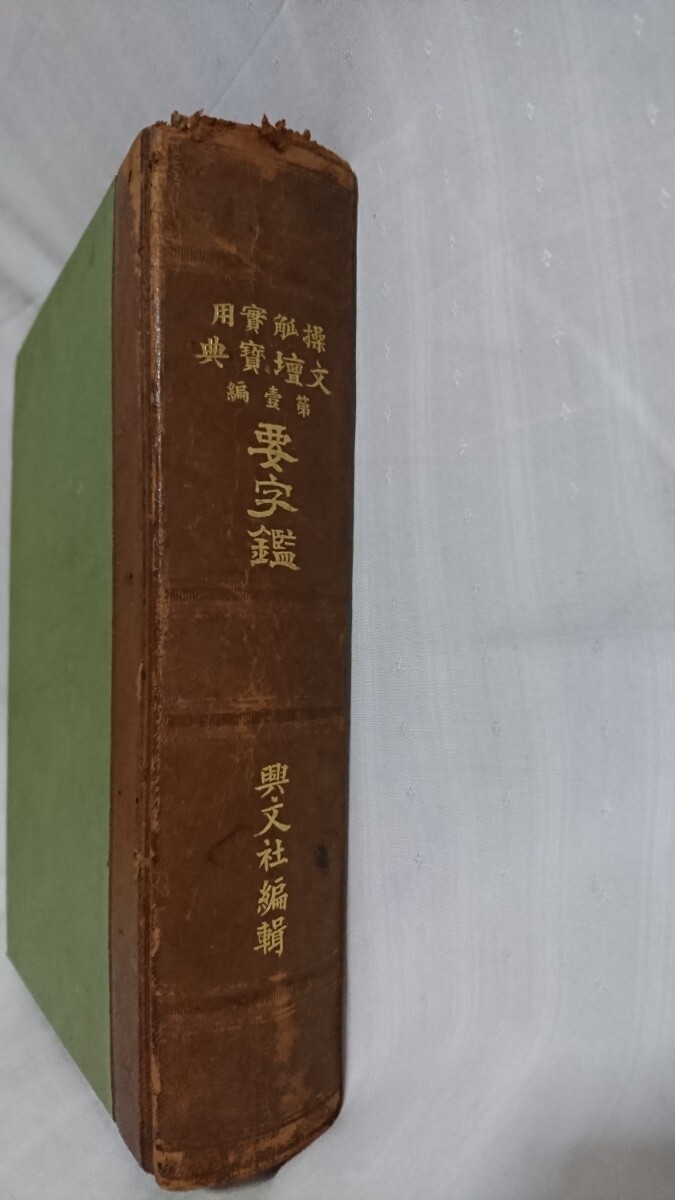 操觚實用
文壇寶典
第壹編
要字鑑
興文社編輯